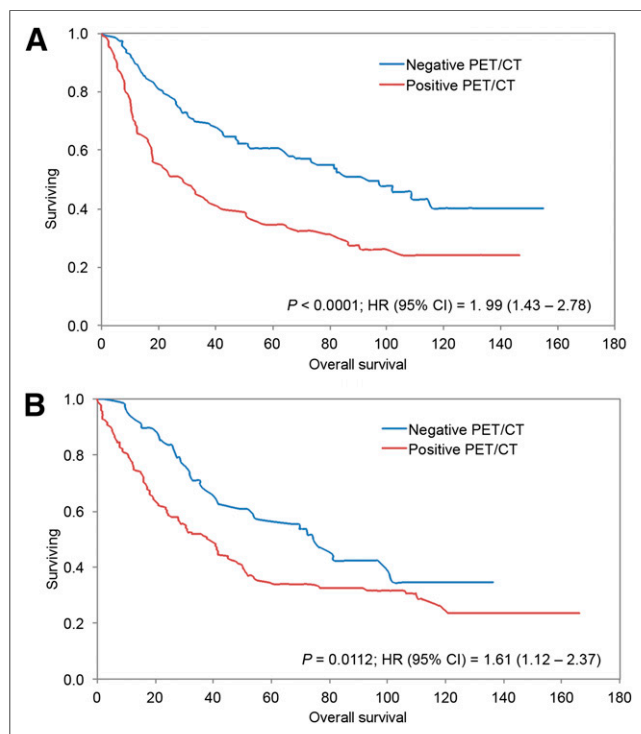 A
1.0
0.8
0.6
0.4
0.2
0.0
Surviving
Negative PET/CT
Positive PET/CT
P < 0.0001; HR (95% CI) = 1. 99 (1.43 – 2.78)
0 20 40 60 80 100 120 140 160 180
Overall survival
B
1.0
0.8
0.6
0.4
0.2
0.0
Surviving
Negative PET/CT
Positive PET/CT
P = 0.0112; HR (95% CI) = 1.61 (1.12 – 2.37)
0 20 40 60 80 100 120 140 160 180
Overall survival